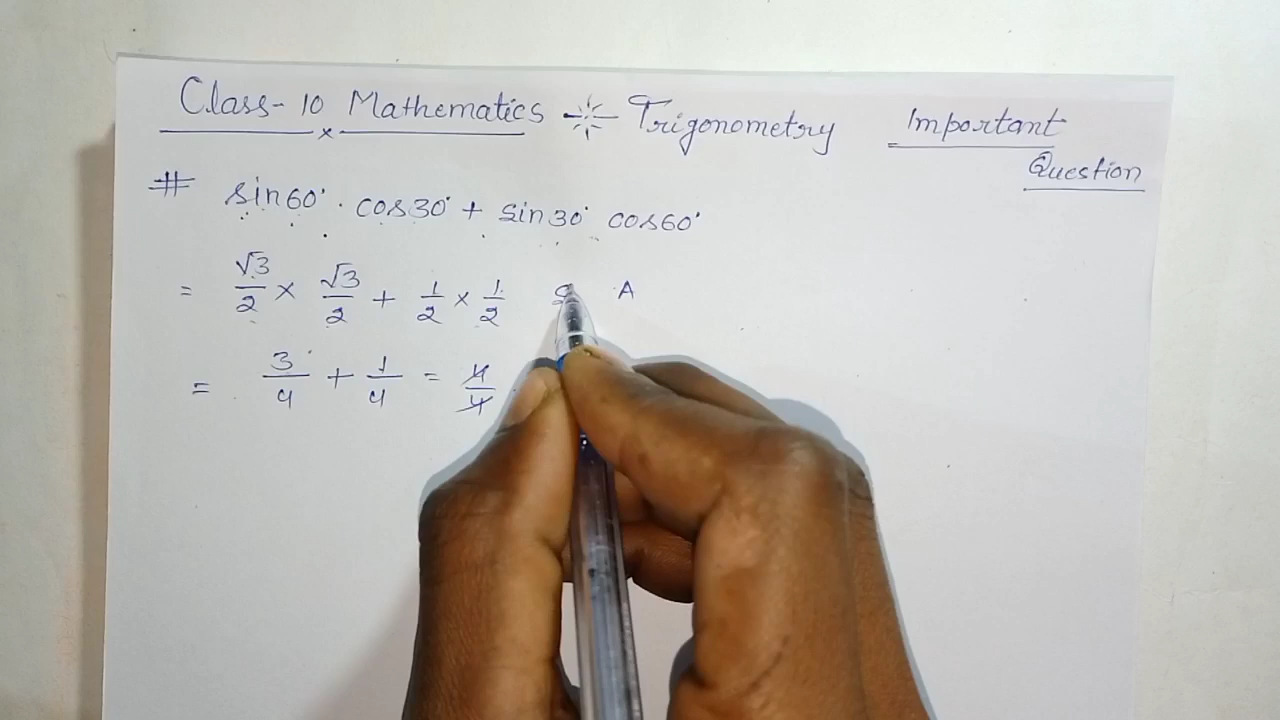 Class-10 Mathematics Trigonometry Important
Question
# sin60° · cos30° + sin30° cos60°
= √3/2 × √3/2 + 1/2 × 1/2 A
= 3/4 + 1/4 = 4/4